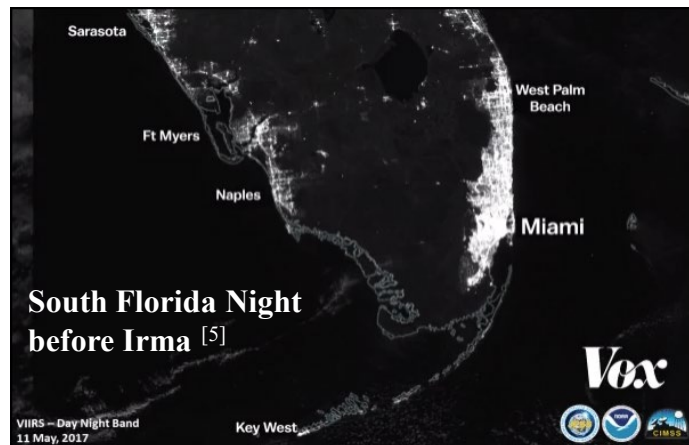 Sarasota
West Palm
Beach
Ft Myers
Naples
Miami
South Florida Night
before Irma [5]
Vox
VIIRS – Day Night Band
11 May, 2017
Key West
CIMSS